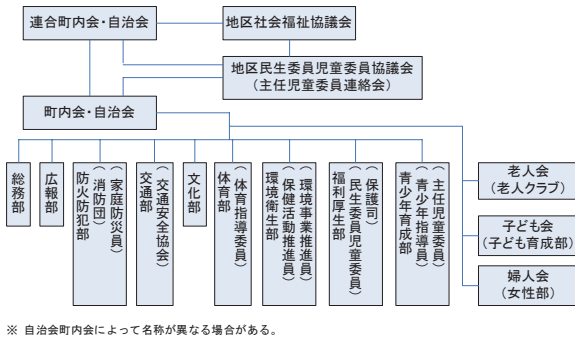 連合町内会・自治会
地区社会福祉協議会
地区民生委員児童委員協議会
（主任児童委員連絡会）
町内会・自治会
総務部
広報部
防火防犯部
（消防団）
（家庭防災員）
交通部
（交通安全協会）
文化部
体育部
（体育指導委員）
環境衛生部
（保健活動推進員）
（環境事業推進員）
福利厚生部
（民生委員児童委員）
（保護司）
青少年育成部
（青少年指導員）
（主任児童委員）
老人会
（老人クラブ）
子ども会
（子ども育成部）
婦人会
（女性部）
※ 自治会町内会によって名称が異なる場合がある。